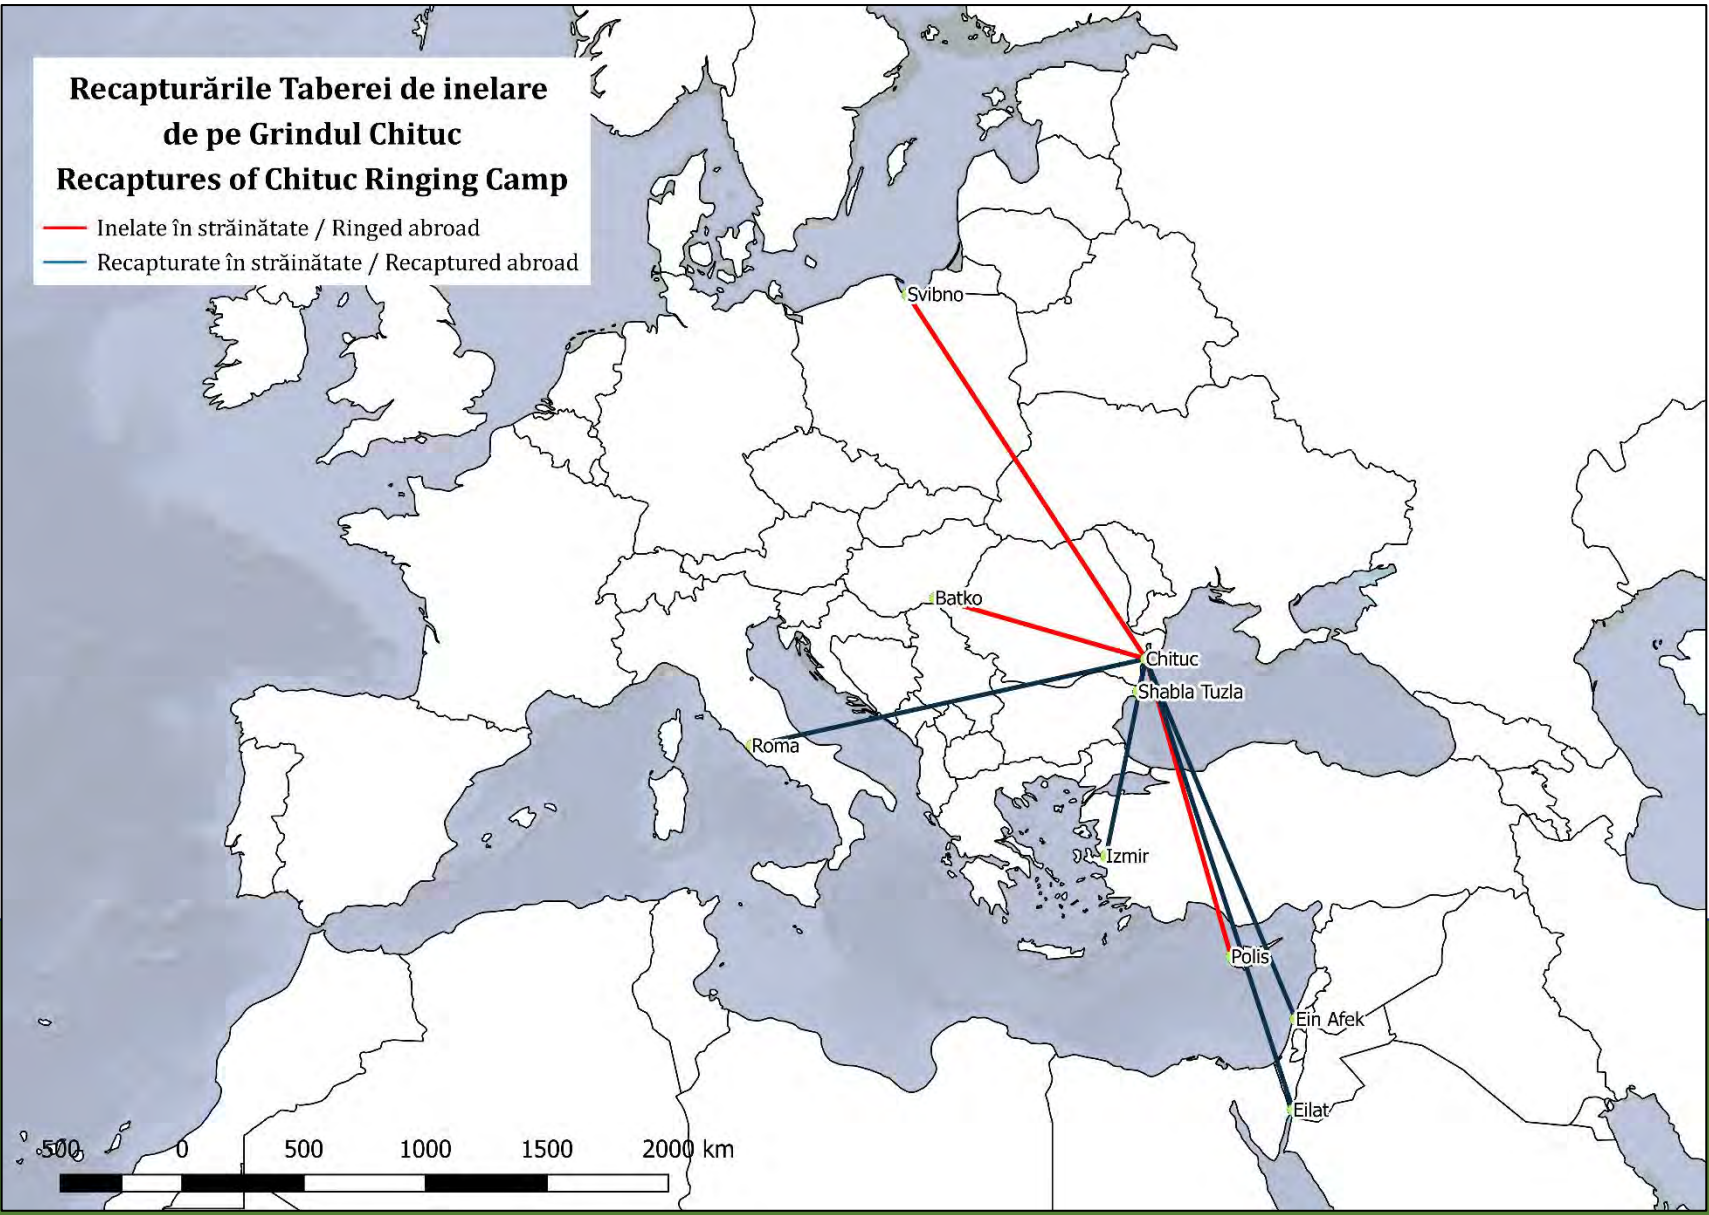 Recapturările Taberei de inelare
de pe Grindul Chituc
Recaptures of Chituc Ringing Camp
Inelate în străinătate / Ringed abroad
Recapturate în străinătate / Recaptured abroad
Svibno
Batko
Chituc
Shabla Tuzla
Roma
Izmir
Polis
Ein Afek
Eilat
500 0 500 1000 1500 2000 km